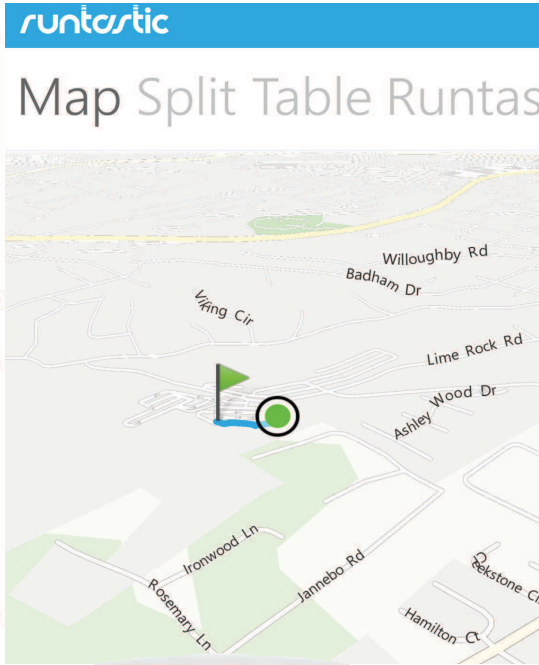 runtastic
Map Split Table Runtas
Willoughby Rd
Badham Dr
Viking Cir
Lime Rock Rd
Wood Dr
Ashley
Ironwood Ln
Jannebo Rd
Rosemary Ln
Hamilton Ct